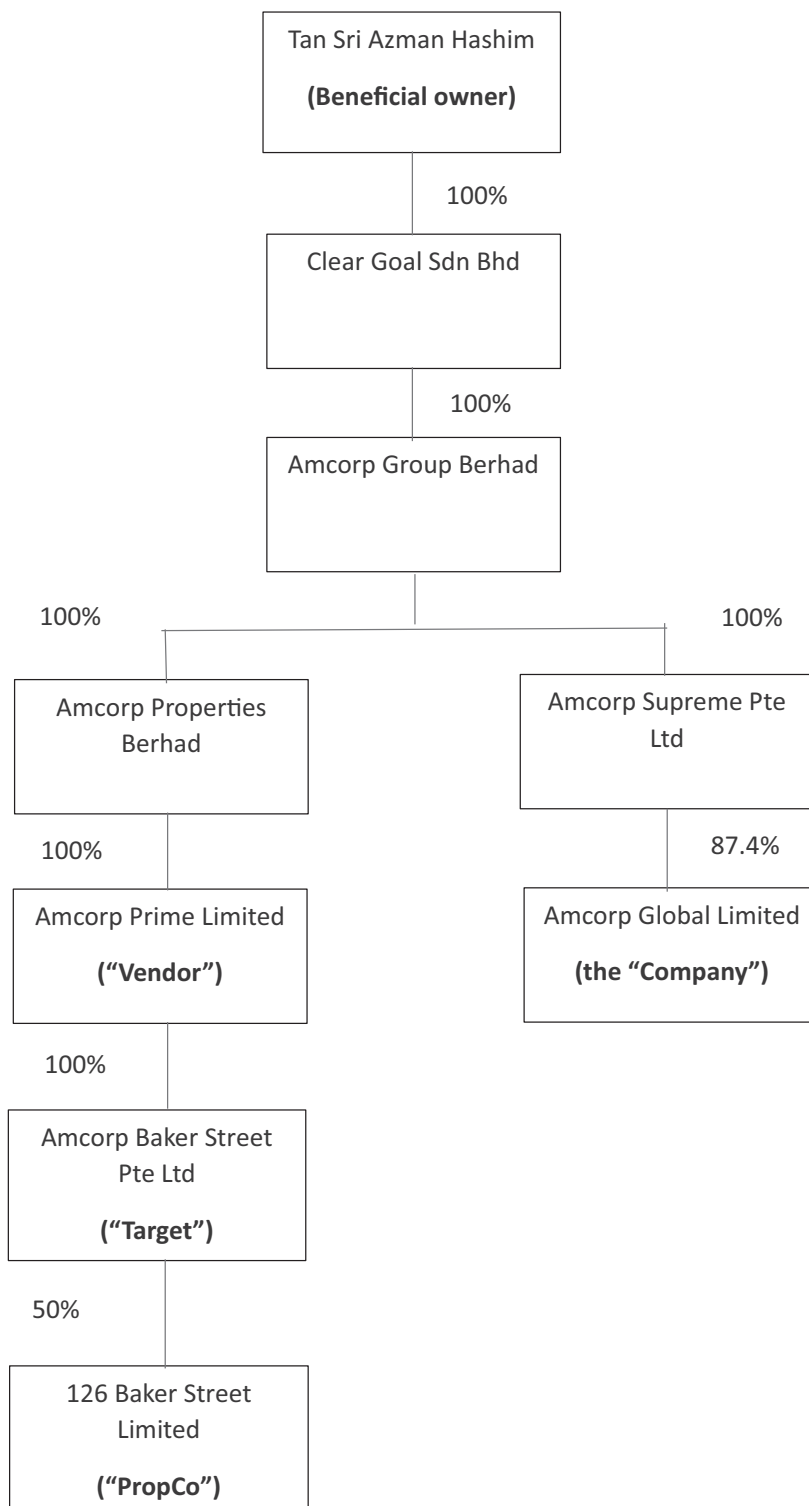 Tan Sri Azman Hashim
(Beneficial owner)
100%
Clear Goal Sdn Bhd
100%
Amcorp Group Berhad
100%
100%
Amcorp Properties
Berhad
Amcorp Supreme Pte
Ltd
100%
87.4%
Amcorp Prime Limited
(“Vendor”)
Amcorp Global Limited
(the “Company”)
100%
Amcorp Baker Street
Pte Ltd
(“Target”)
50%
126 Baker Street
Limited
(“PropCo”)